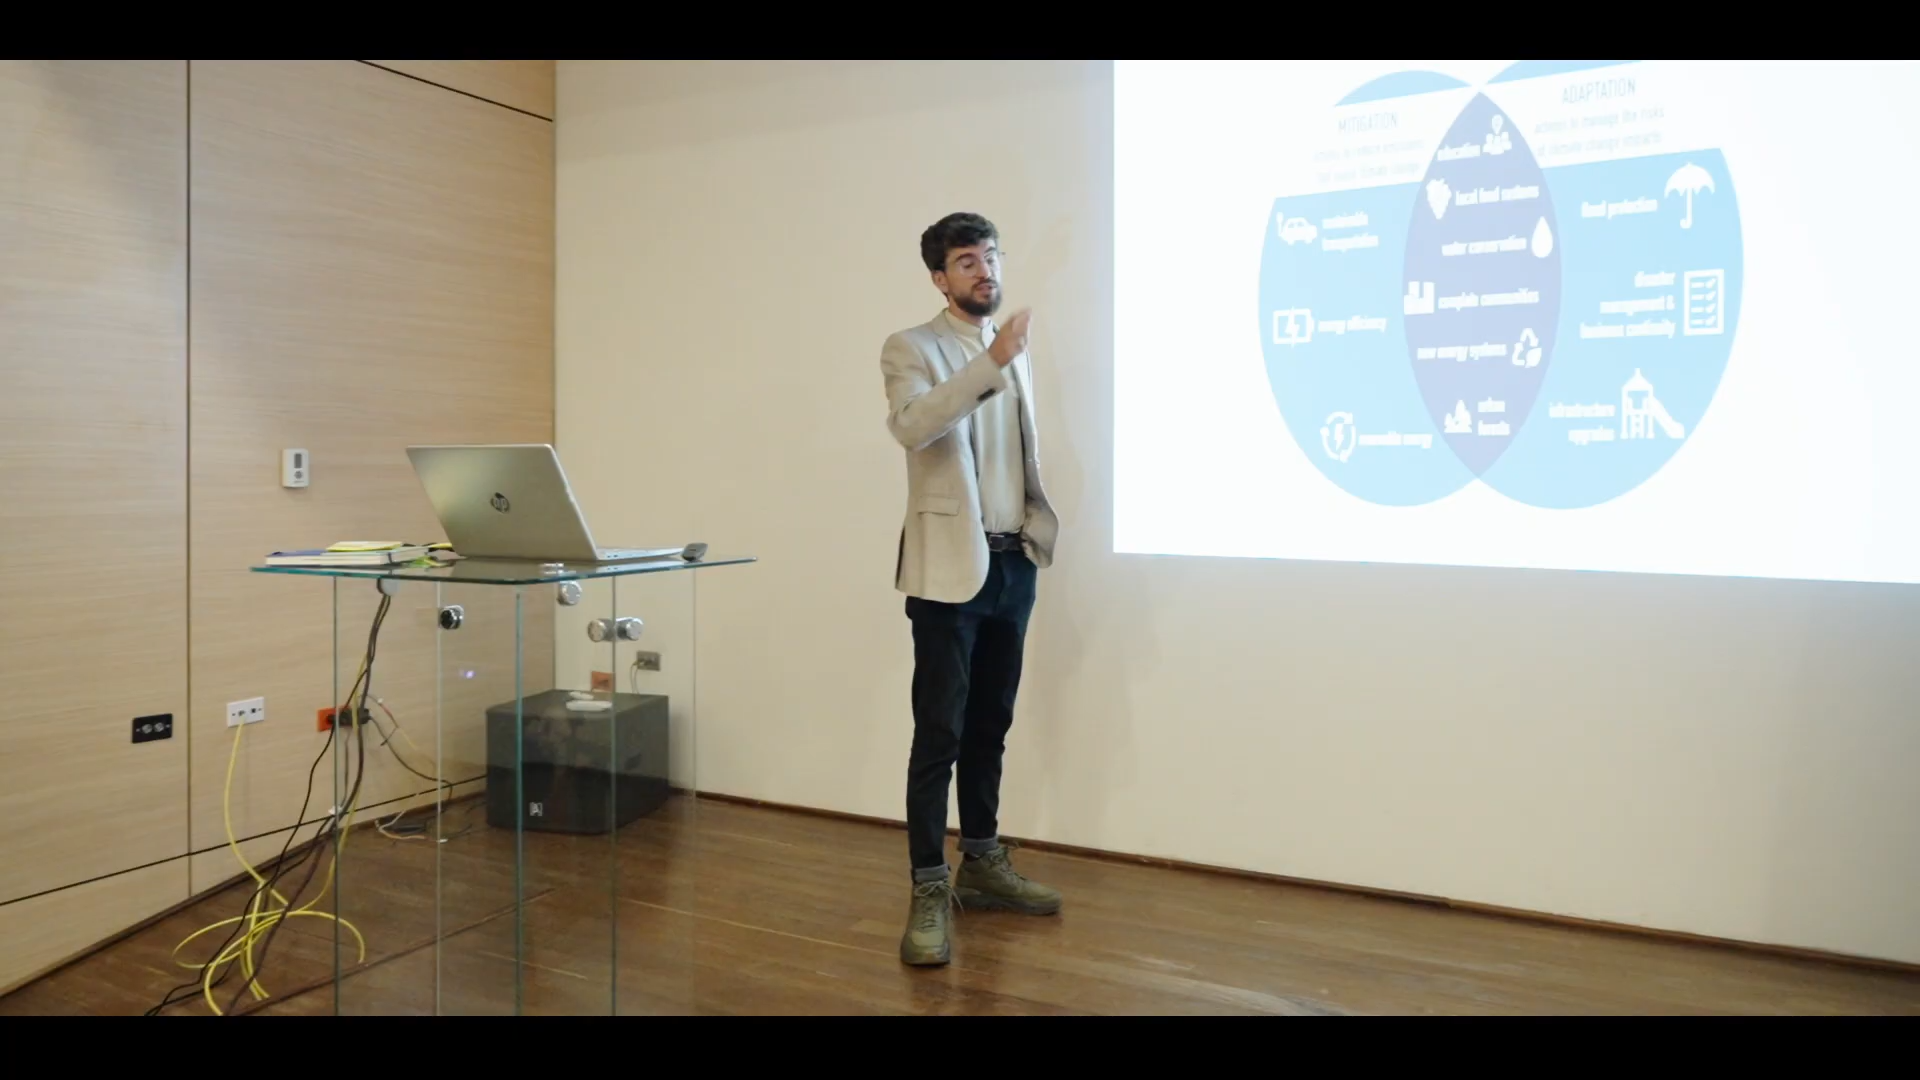 MITIGATION
ADAPTATION
actions to manage the risks
of climate change impacts
education
local food systems
water conservation
complete communities
new energy systems
urban
forests
sustainable
transportation
energy efficiency
renewable energy
flood protection
disaster
management &
business continuity
infrastructure
upgrades
hp